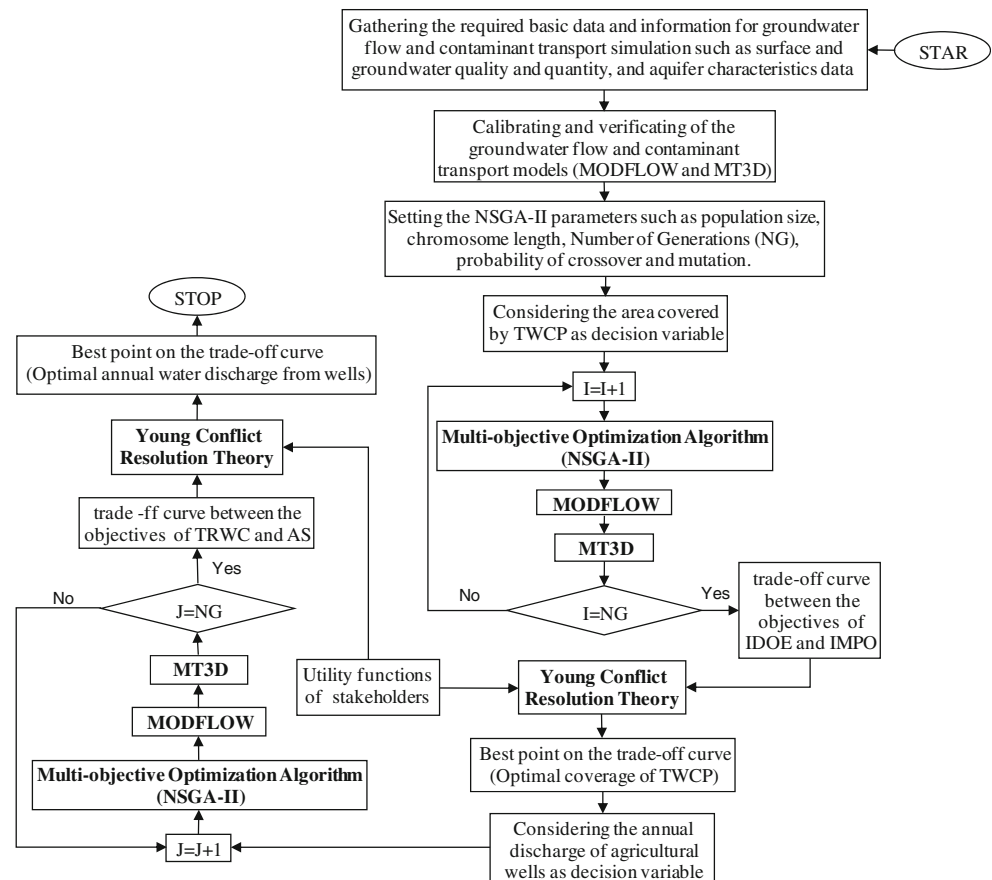 Gathering the required basic data and information for groundwater
flow and contaminant transport simulation such as surface and
groundwater quality and quantity, and aquifer characteristics data
STAR
Calibrating and verificating of the
groundwater flow and contaminant
transport models (MODFLOW and MT3D)
Setting the NSGA-II parameters such as population size,
chromosome length, Number of Generations (NG),
probability of crossover and mutation.
Considering the area covered
by TWCP as decision variable
I=I+1
Multi-objective Optimization Algorithm
(NSGA-II)
MODFLOW
MT3D
No
I=NG
Yes
trade-off curve
between the
objectives of
IDOE and IMPO
Utility functions
of stakeholders
Young Conflict
Resolution Theory
Best point on the trade-off curve
(Optimal coverage of TWCP)
Considering the annual
discharge of agricultural
wells as decision variable
J=J+1
Multi-objective Optimization Algorithm
(NSGA-II)
MODFLOW
MT3D
No
J=NG
Yes
trade -ff curve between the
objectives of TRWC and AS
Young Conflict
Resolution Theory
Best point on the trade-off curve
(Optimal annual water discharge from wells)
STOP